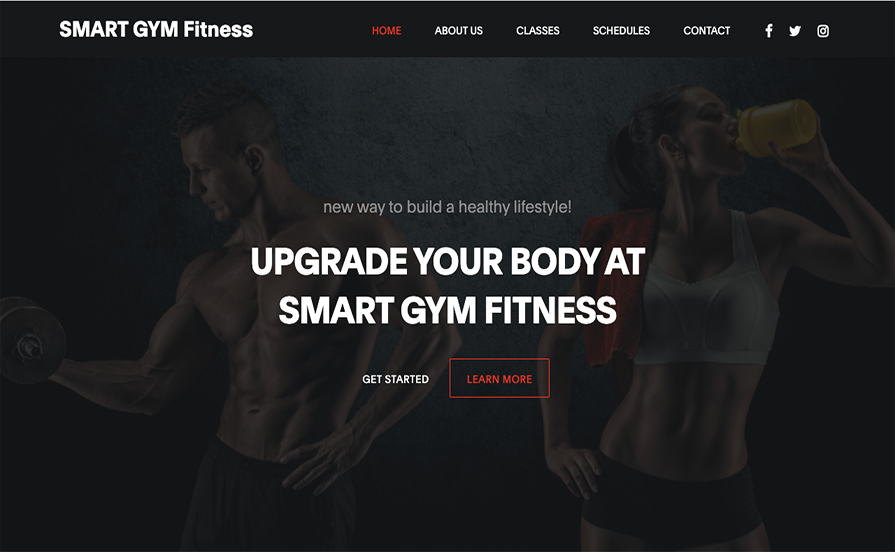 SMART GYM Fitness
HOME ABOUT US CLASSES SCHEDULES CONTACT
new way to build a healthy lifestyle!
UPGRADE YOUR BODY AT
SMART GYM FITNESS
GET STARTED LEARN MORE